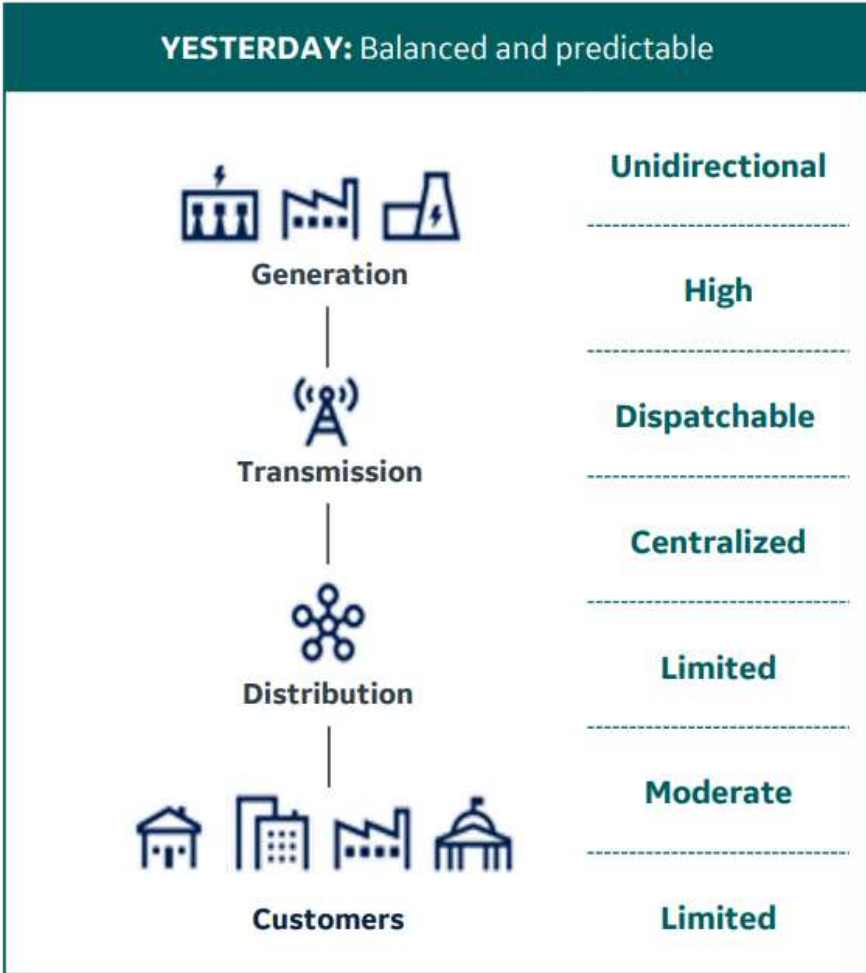 YESTERDAY: Balanced and predictable
Generation
Transmission
Distribution
Customers
Unidirectional
High
Dispatchable
Centralized
Limited
Moderate
Limited